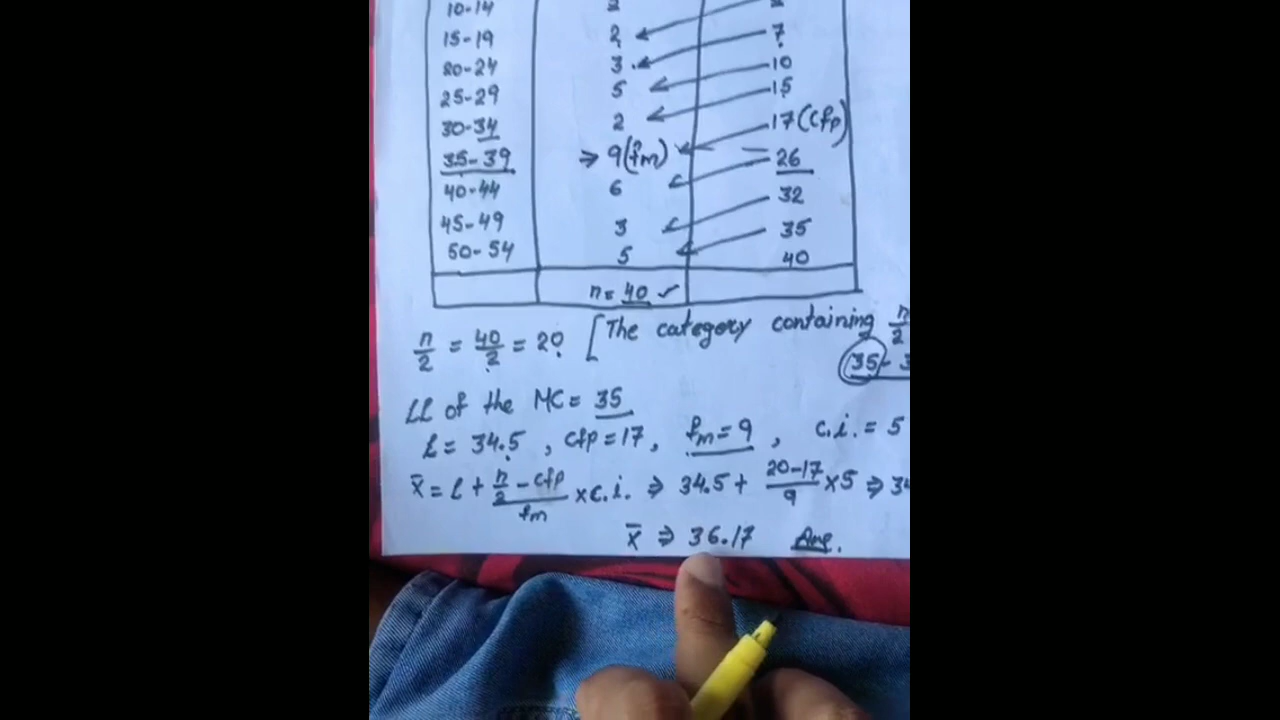 10-14 2
15-19 2 7
20-24 3 10
25-29 5 15
30-34 2 17(cfp)
35-39 ⇒ 9(fm) 26
40-44 6 32
45-49 3 35
50-54 5 40
n = 40 ✓
n/2 = 40/2 = 20 [The category containing n/2
35-3
LL of the MC = 35
L = 34.5, cfp = 17, fm = 9, c.i. = 5
x̄ = L + (n/2 - cfp)/fm × c.i. ⇒ 34.5 + (20-17)/9 × 5 ⇒ 34
x̄ ⇒ 36.17 Ans.